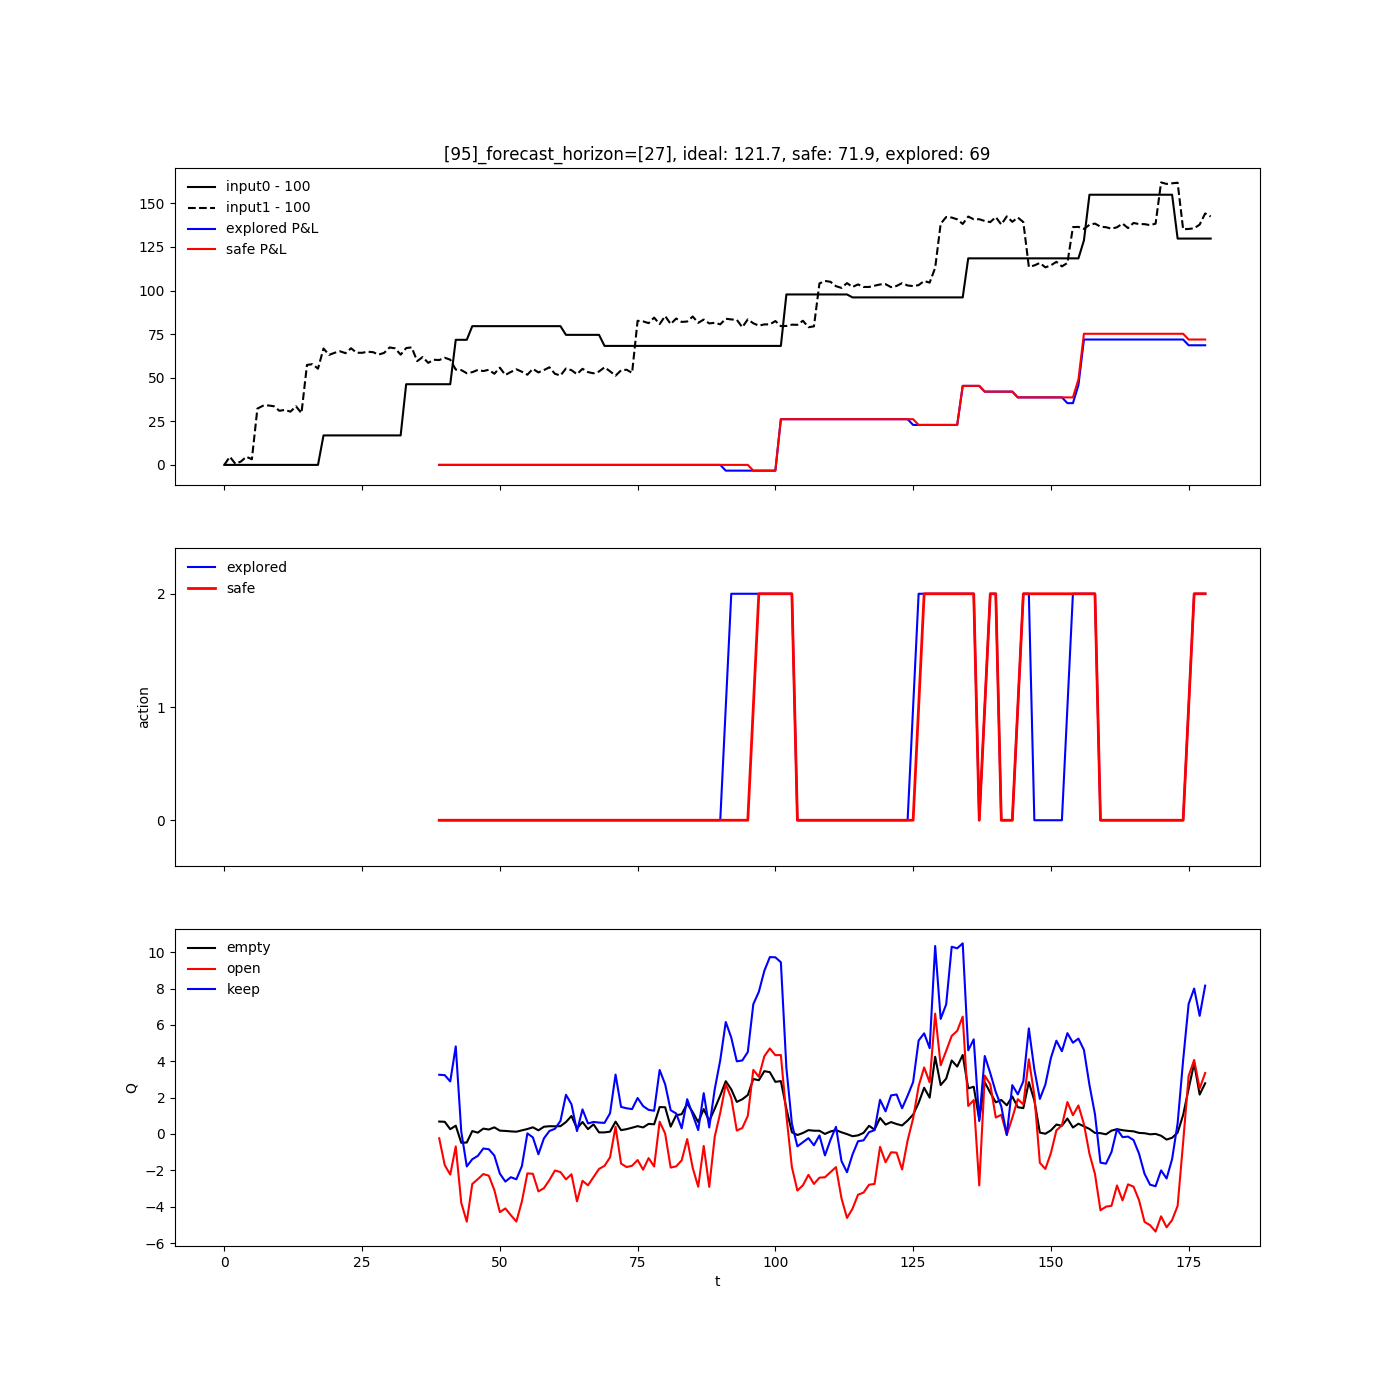 [95]_forecast_horizon=[27], ideal: 121.7, safe: 71.9, explored: 69
input0 - 100
input1 - 100
explored P&L
safe P&L
150
125
100
75
50
25
0
explored
safe
2
1
0
action
empty
open
keep
10
8
6
4
2
0
−2
−4
−6
Q
0 25 50 75 100 125 150 175
t